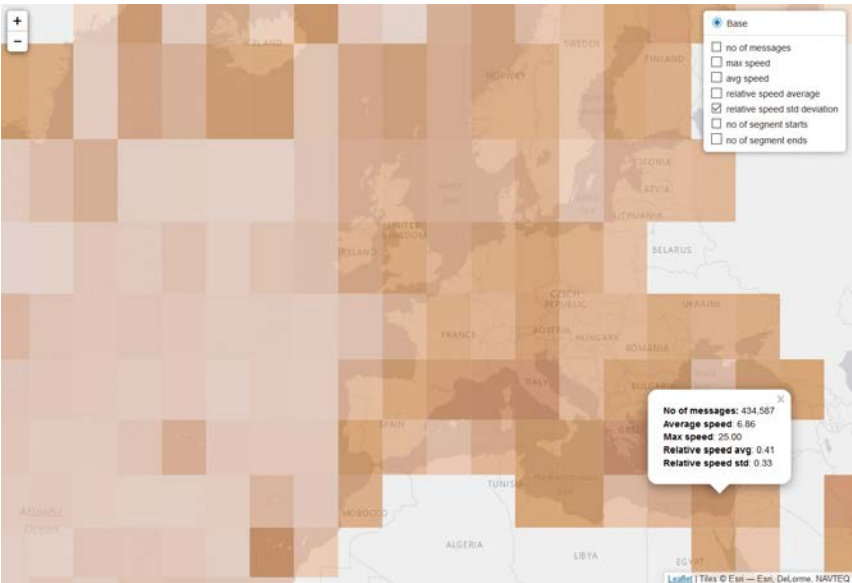 +
−
Base
no of messages
max speed
avg speed
relative speed average
relative speed std deviation
no of segnent starts
no of segment ends
ICELAND
SWEDEN
FINLAND
NORWAY
ESTONIA
LATVIA
LITHUANIA
North
Sea
UNITED
KINGDOM
IRELAND
BELARUS
CZECH
REPUBLIC
UKRAINE
FRANCE
AUSTRIA
HUNGARY
ROMANIA
ITALY
BULGARIA
SPAIN
×
No of messages: 434,587
Average speed: 6.86
Max speed: 25.00
Relative speed avg: 0.41
Relative speed std: 0.33
TUNIS
Atlantic
Ocean
MOROCCO
ALGERIA
LIBYA
EGYPT
Leaflet | Tiles © Esri — Esri, DeLorme, NAVTEQ